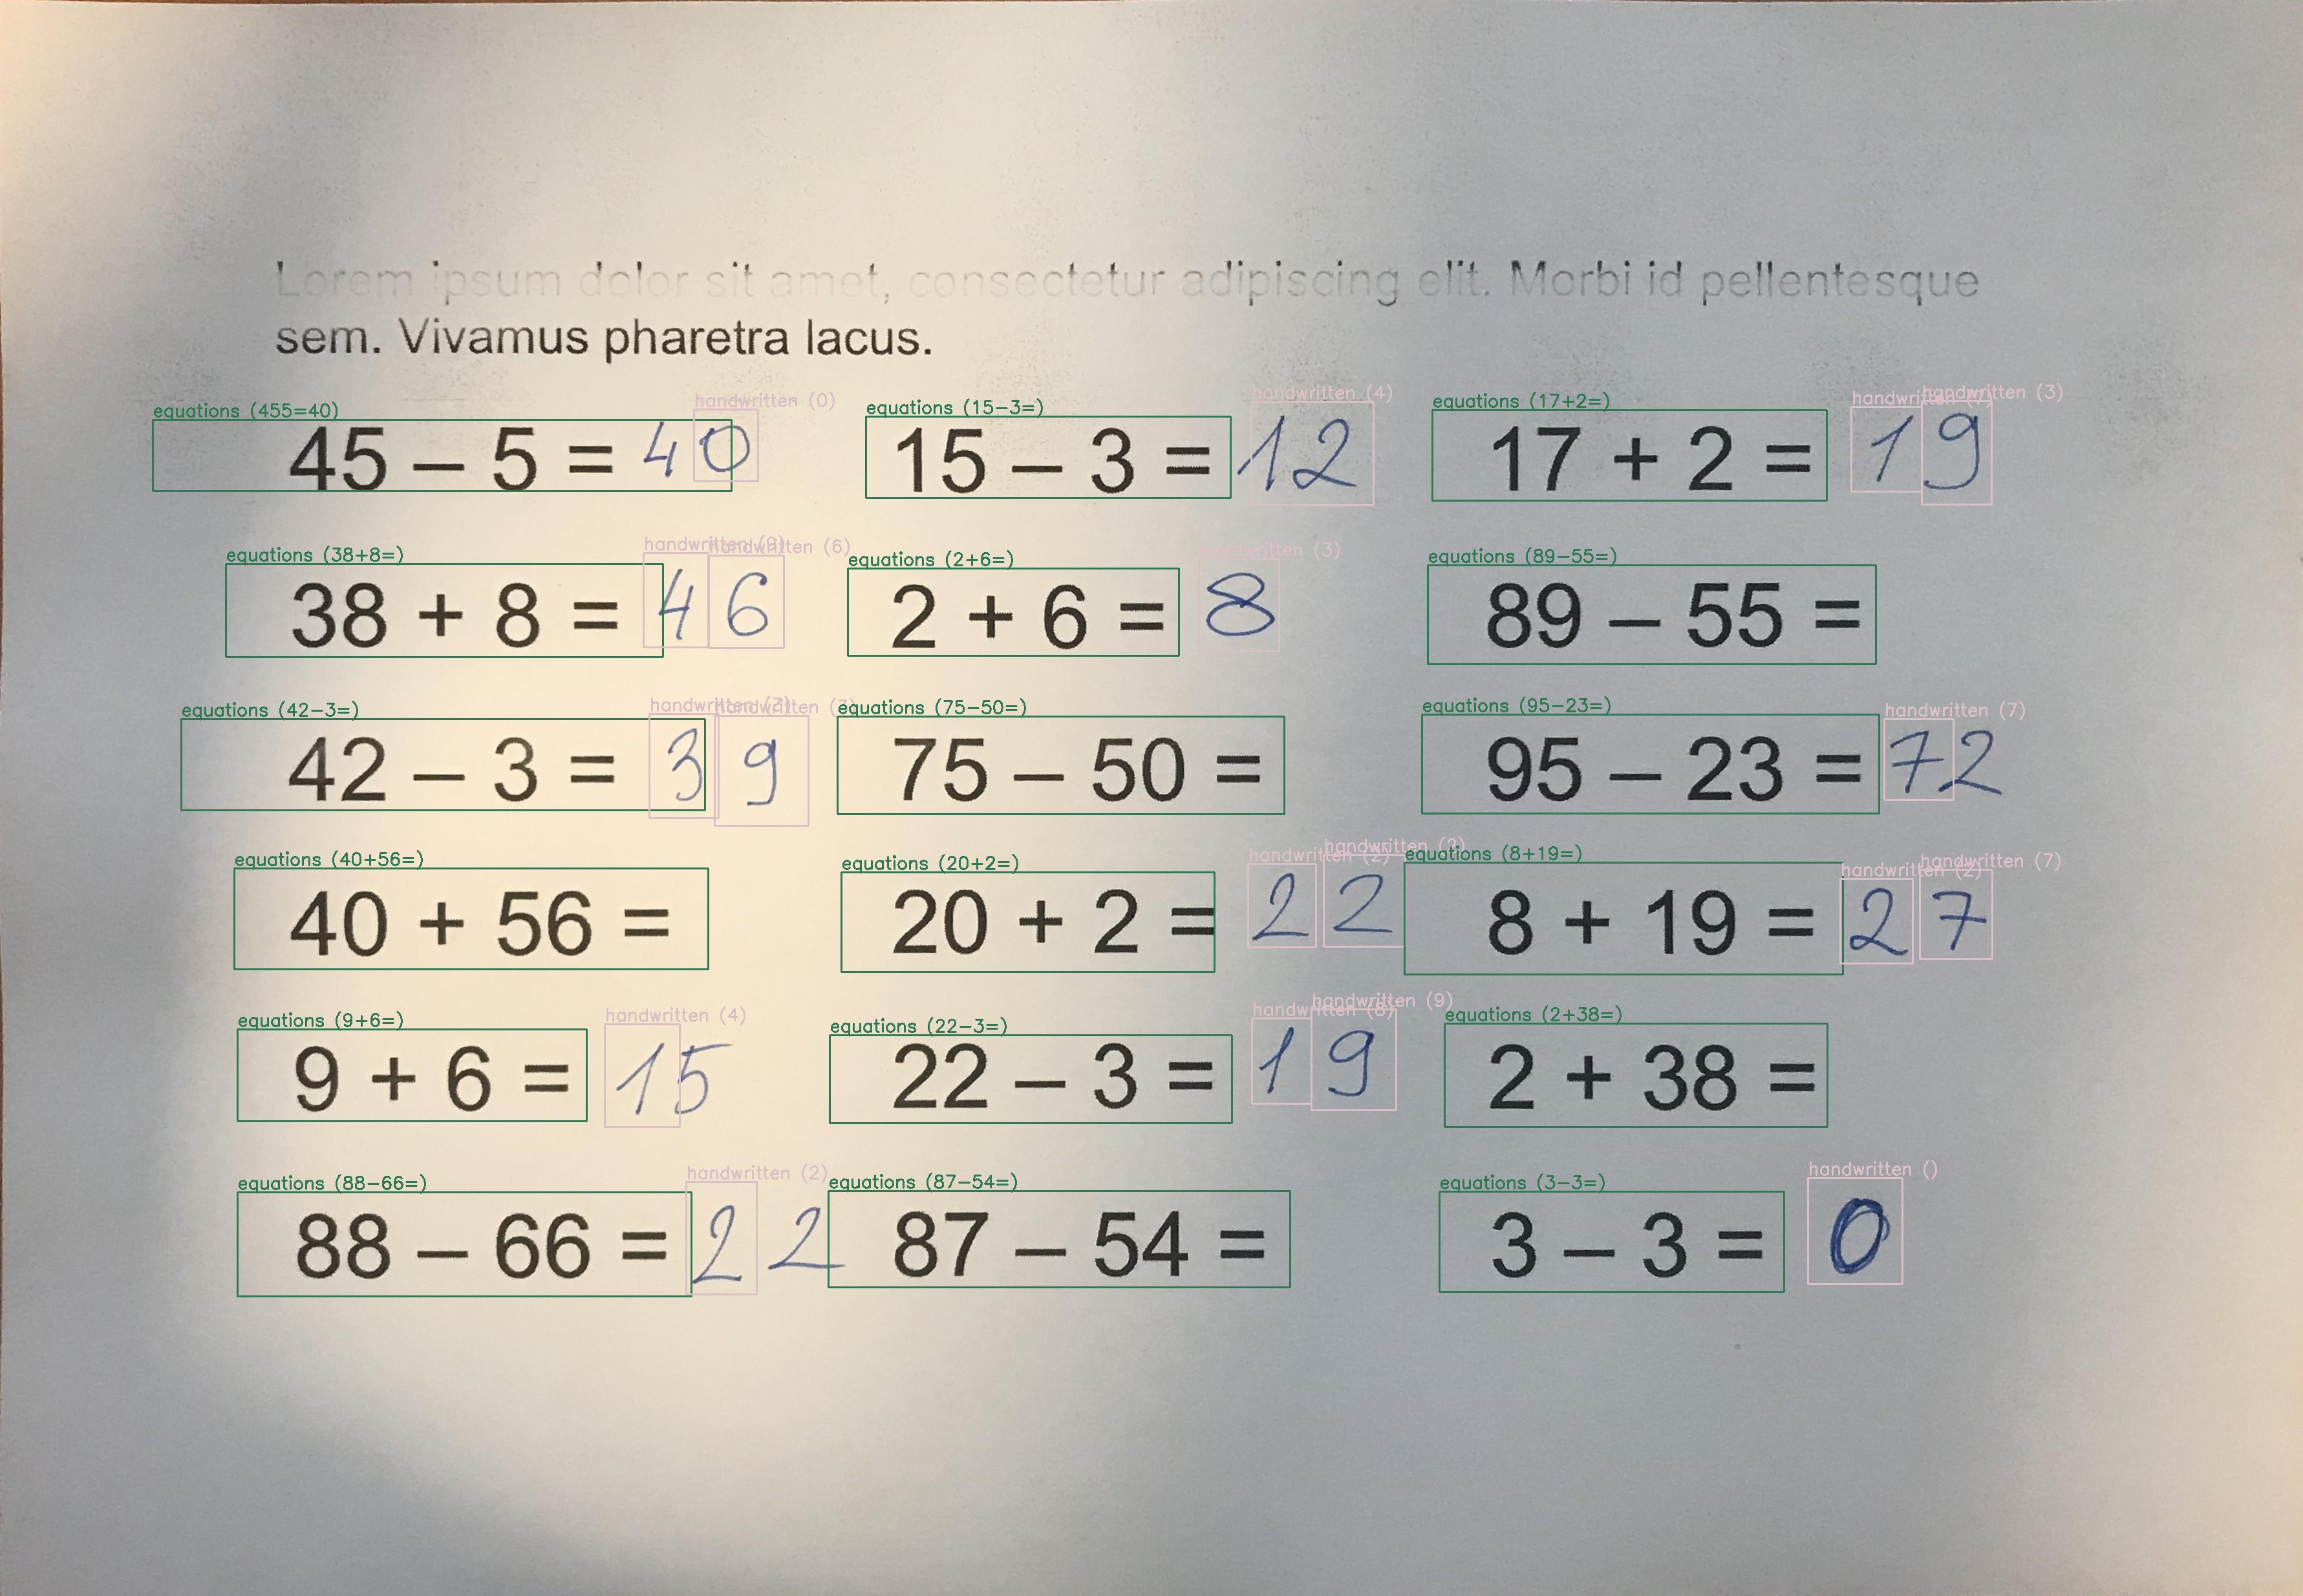 Lorem ipsum dolor sit amet, consectetur adipiscing elit. Morbi id pellentesque
sem. Vivamus pharetra lacus.
equations (455=40) handwritten (0) equations (15-3=) handwritten (4) equations (17+2=) handwritten handwritten (3)
45 – 5 = 40 15 – 3 = 12 17 + 2 = 19
equations (38+8=) handwritten handwritten (6) equations (2+6=) handwritten (3) equations (89-55=)
38 + 8 = 46 2 + 6 = 8 89 – 55 =
equations (42-3=) handwritten handwritten equations (75-50=) equations (95-23=) handwritten (7)
42 – 3 = 39 75 – 50 = 95 – 23 = 72
equations (40+56=) equations (20+2=) handwritten (2) handwritten equations (8+19=) handwritten (2) handwritten (7)
40 + 56 = 20 + 2 = 22 8 + 19 = 27
equations (9+6=) handwritten (4) equations (22-3=) handwritten (8) handwritten (9) equations (2+38=)
9 + 6 = 15 22 – 3 = 19 2 + 38 =
equations (88-66=) handwritten (2) equations (87-54=) equations (3-3=) handwritten ()
88 – 66 = 22 87 – 54 = 3 – 3 = 0